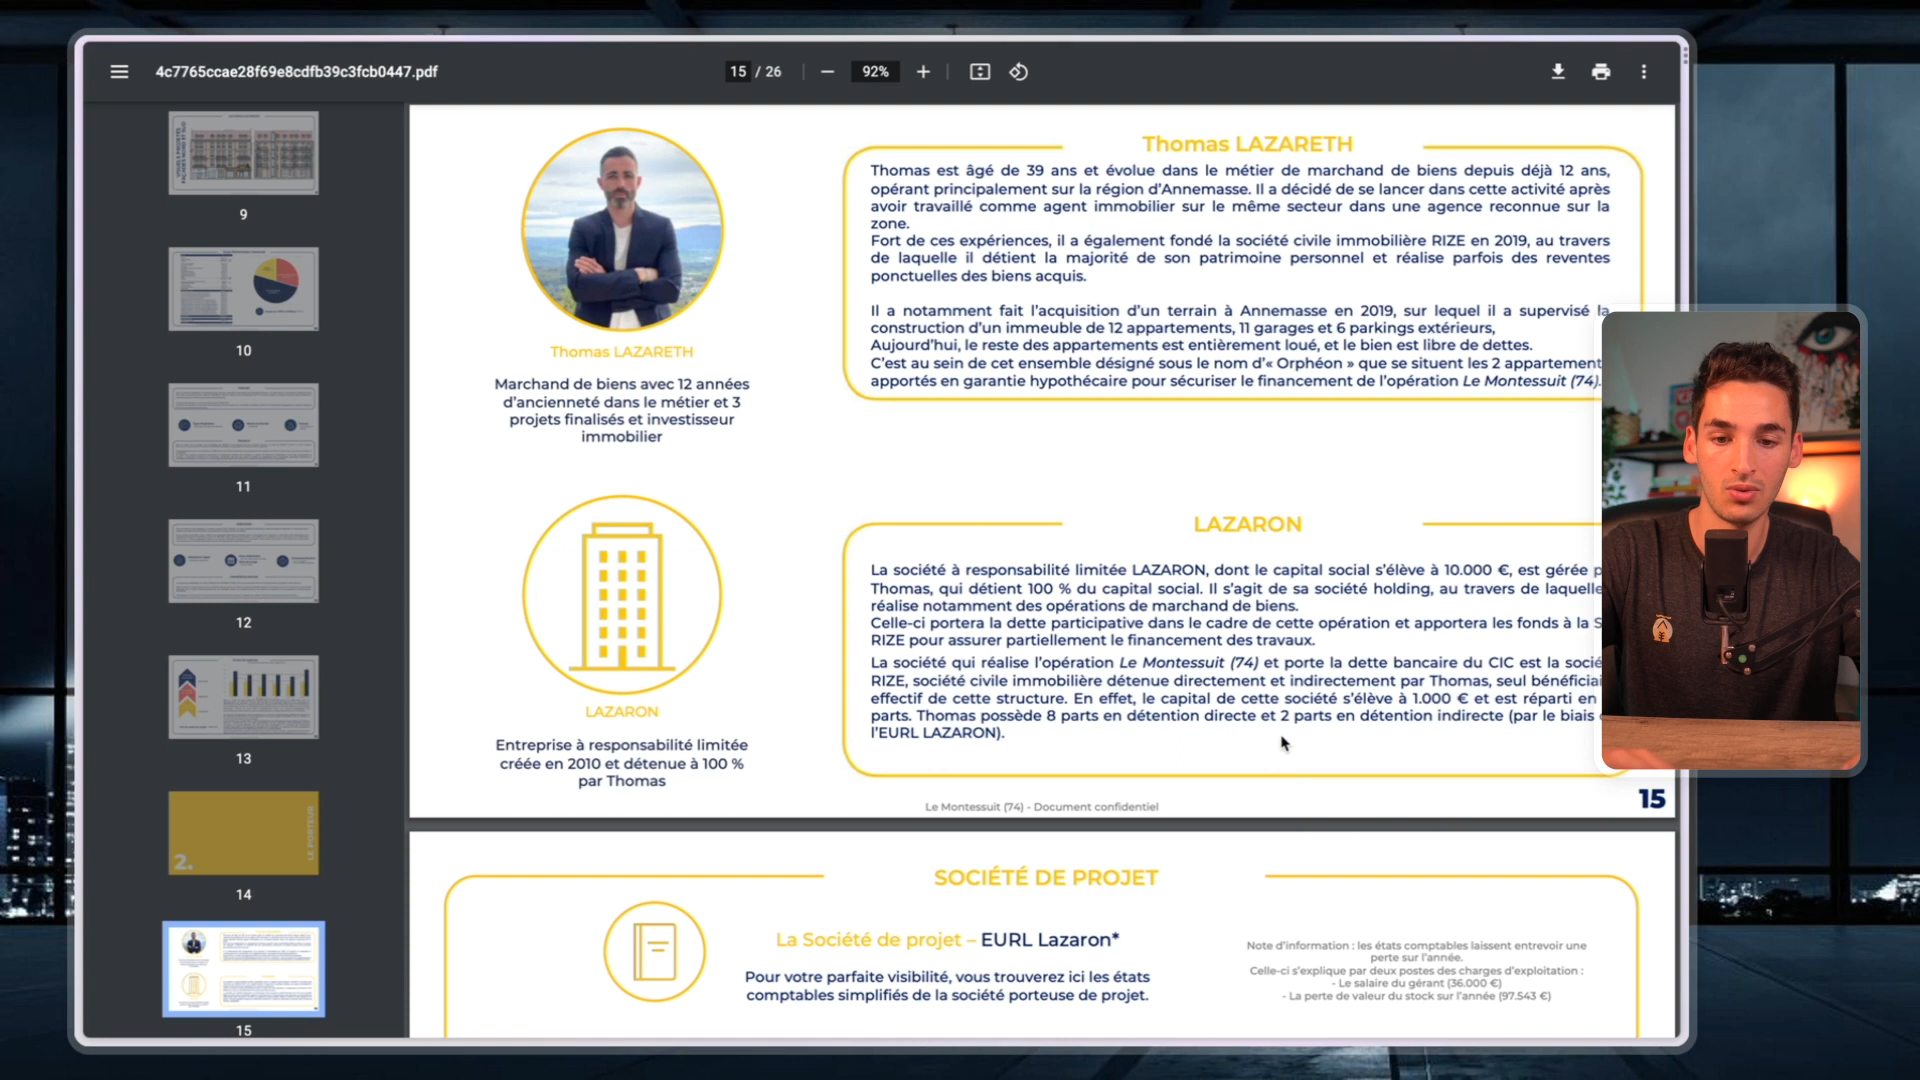 4c7765ccae28f69e8cdfb39c3fcb0447.pdf
15 / 26
92%
9
10
11
12
13
2.
LE PORTEUR
14
15
Thomas LAZARETH
Marchand de biens avec 12 années
d'ancienneté dans le métier et 3
projets finalisés et investisseur
immobilier
Thomas LAZARETH
Thomas est âgé de 39 ans et évolue dans le métier de marchand de biens depuis déjà 12 ans,
opérant principalement sur la région d'Annemasse. Il a décidé de se lancer dans cette activité après
avoir travaillé comme agent immobilier sur le même secteur dans une agence reconnue sur la
zone.
Fort de ces expériences, il a également fondé la société civile immobilière RIZE en 2019, au travers
de laquelle il détient la majorité de son patrimoine personnel et réalise parfois des reventes
ponctuelles des biens acquis.
Il a notamment fait l'acquisition d'un terrain à Annemasse en 2019, sur lequel il a supervisé la
construction d'un immeuble de 12 appartements, 11 garages et 6 parkings extérieurs,
Aujourd'hui, le reste des appartements est entièrement loué, et le bien est libre de dettes.
C'est au sein de cet ensemble désigné sous le nom d'« Orphéon » que se situent les 2 appartement
apportés en garantie hypothécaire pour sécuriser le financement de l'opération Le Montessuit (74).
LAZARON
Entreprise à responsabilité limitée
créée en 2010 et détenue à 100 %
par Thomas
LAZARON
La société à responsabilité limitée LAZARON, dont le capital social s'élève à 10.000 €, est gérée p
Thomas, qui détient 100 % du capital social. Il s'agit de sa société holding, au travers de laquelle
réalise notamment des opérations de marchand de biens.
Celle-ci portera la dette participative dans le cadre de cette opération et apportera les fonds à la S
RIZE pour assurer partiellement le financement des travaux.
La société qui réalise l'opération Le Montessuit (74) et porte la dette bancaire du CIC est la socié
RIZE, société civile immobilière détenue directement et indirectement par Thomas, seul bénéficiai
effectif de cette structure. En effet, le capital de cette société s'élève à 1.000 € et est réparti en
parts. Thomas possède 8 parts en détention directe et 2 parts en détention indirecte (par le biais
l'EURL LAZARON).
Le Montessuit (74) - Document confidentiel
15
SOCIÉTÉ DE PROJET
La Société de projet – EURL Lazaron*
Pour votre parfaite visibilité, vous trouverez ici les états
comptables simplifiés de la société porteuse de projet.
Note d'information : les états comptables laissent entrevoir une
perte sur l'année.
Celle-ci s'explique par deux postes des charges d'exploitation :
- Le salaire du gérant (36.000 €)
- La perte de valeur du stock sur l'année (97.543 €)